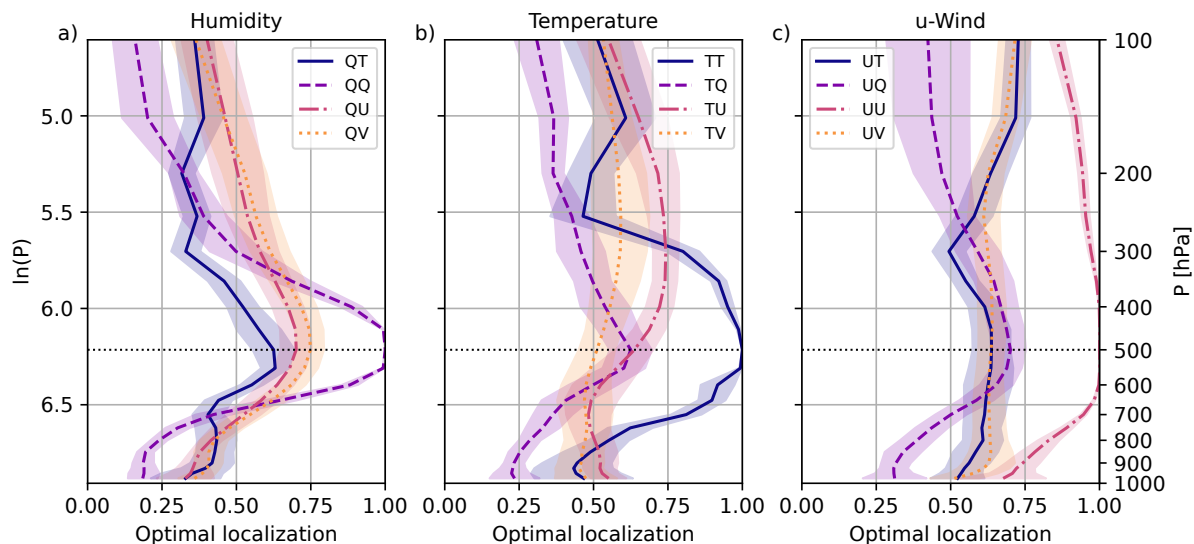 Humidity
Temperature
u-Wind
a)
b)
c)
QT
QQ
QU
QV
TT
TQ
TU
TV
UT
UQ
UU
UV
ln(P)
5.0
5.5
6.0
6.5
P [hPa]
100
200
300
400
500
600
700
800
900
1000
0.00 0.25 0.50 0.75 1.00
0.00 0.25 0.50 0.75 1.00
0.00 0.25 0.50 0.75 1.00
Optimal localization
Optimal localization
Optimal localization